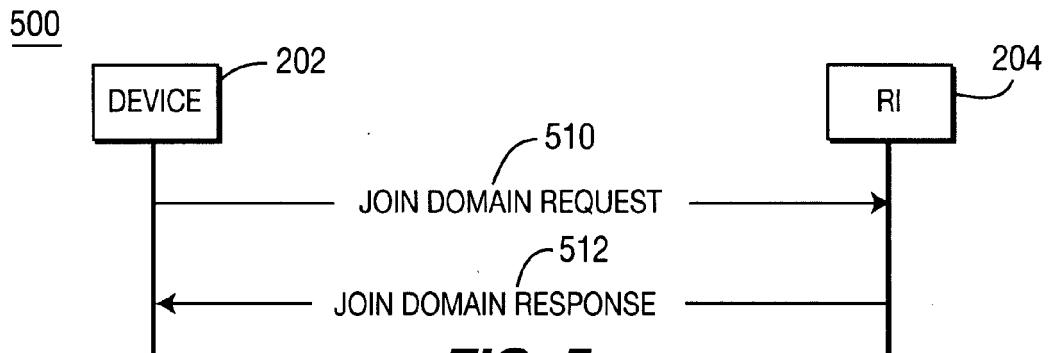 500
202
204
DEVICE
RI
510
JOIN DOMAIN REQUEST
512
JOIN DOMAIN RESPONSE